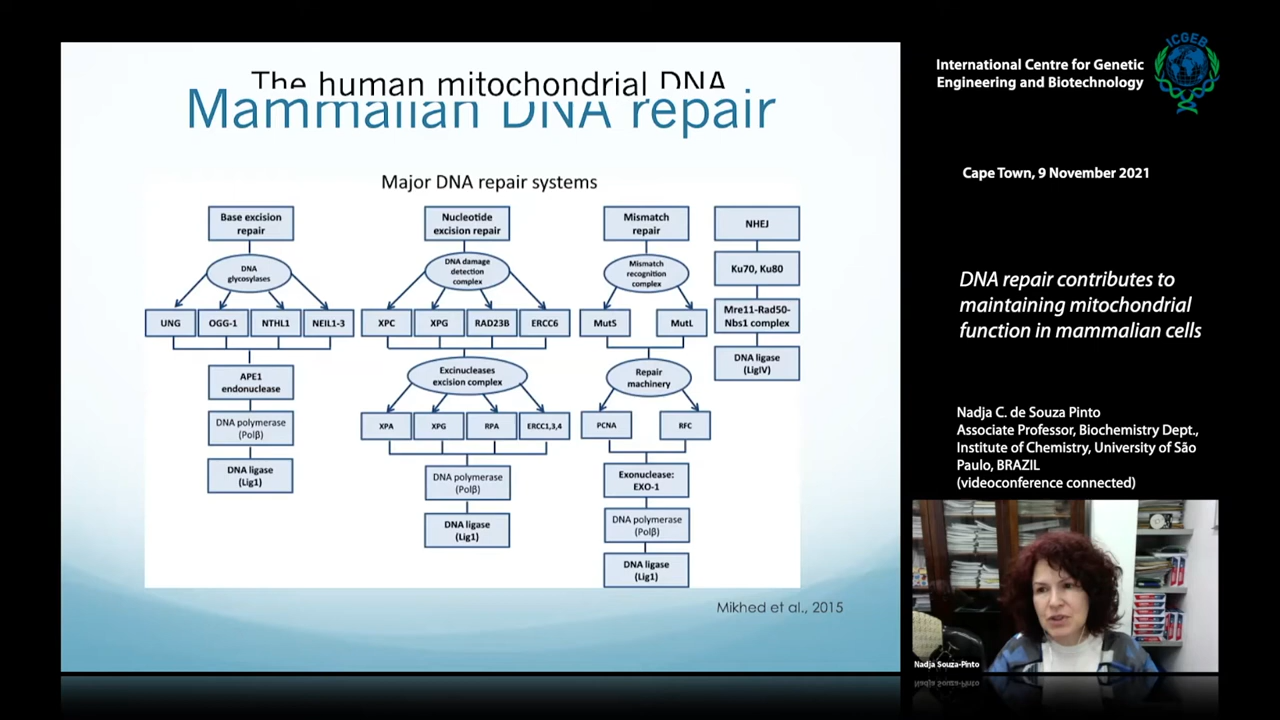 The human mitochondrial DNA
Mammalian DNA repair
Major DNA repair systems
Base excision
repair
DNA
glycosylases
UNG
OGG-1
NTHL1
NEIL1-3
APE1
endonuclease
DNA polymerase
(Polβ)
DNA ligase
(Lig1)
Nucleotide
excision repair
DNA damage
detection
complex
XPC
XPG
RAD23B
ERCC6
Excinucleases
excision complex
XPA
XPG
RPA
ERCC1,3,4
DNA polymerase
(Polβ)
DNA ligase
(Lig1)
Mismatch
repair
Mismatch
recognition
complex
MutS
MutL
Repair
machinery
PCNA
RFC
Exonuclease:
EXO-1
DNA polymerase
(Polβ)
DNA ligase
(Lig1)
NHEJ
Ku70, Ku80
Mre11-Rad50-
Nbs1 complex
DNA ligase
(LigIV)
Mikhed et al., 2015
International Centre for Genetic
Engineering and Biotechnology
ICGEB
Cape Town, 9 November 2021
DNA repair contributes to
maintaining mitochondrial
function in mammalian cells
Nadja C. de Souza Pinto
Associate Professor, Biochemistry Dept.,
Institute of Chemistry, University of São
Paulo, BRAZIL
(videoconference connected)
Nadja Souza-Pinto